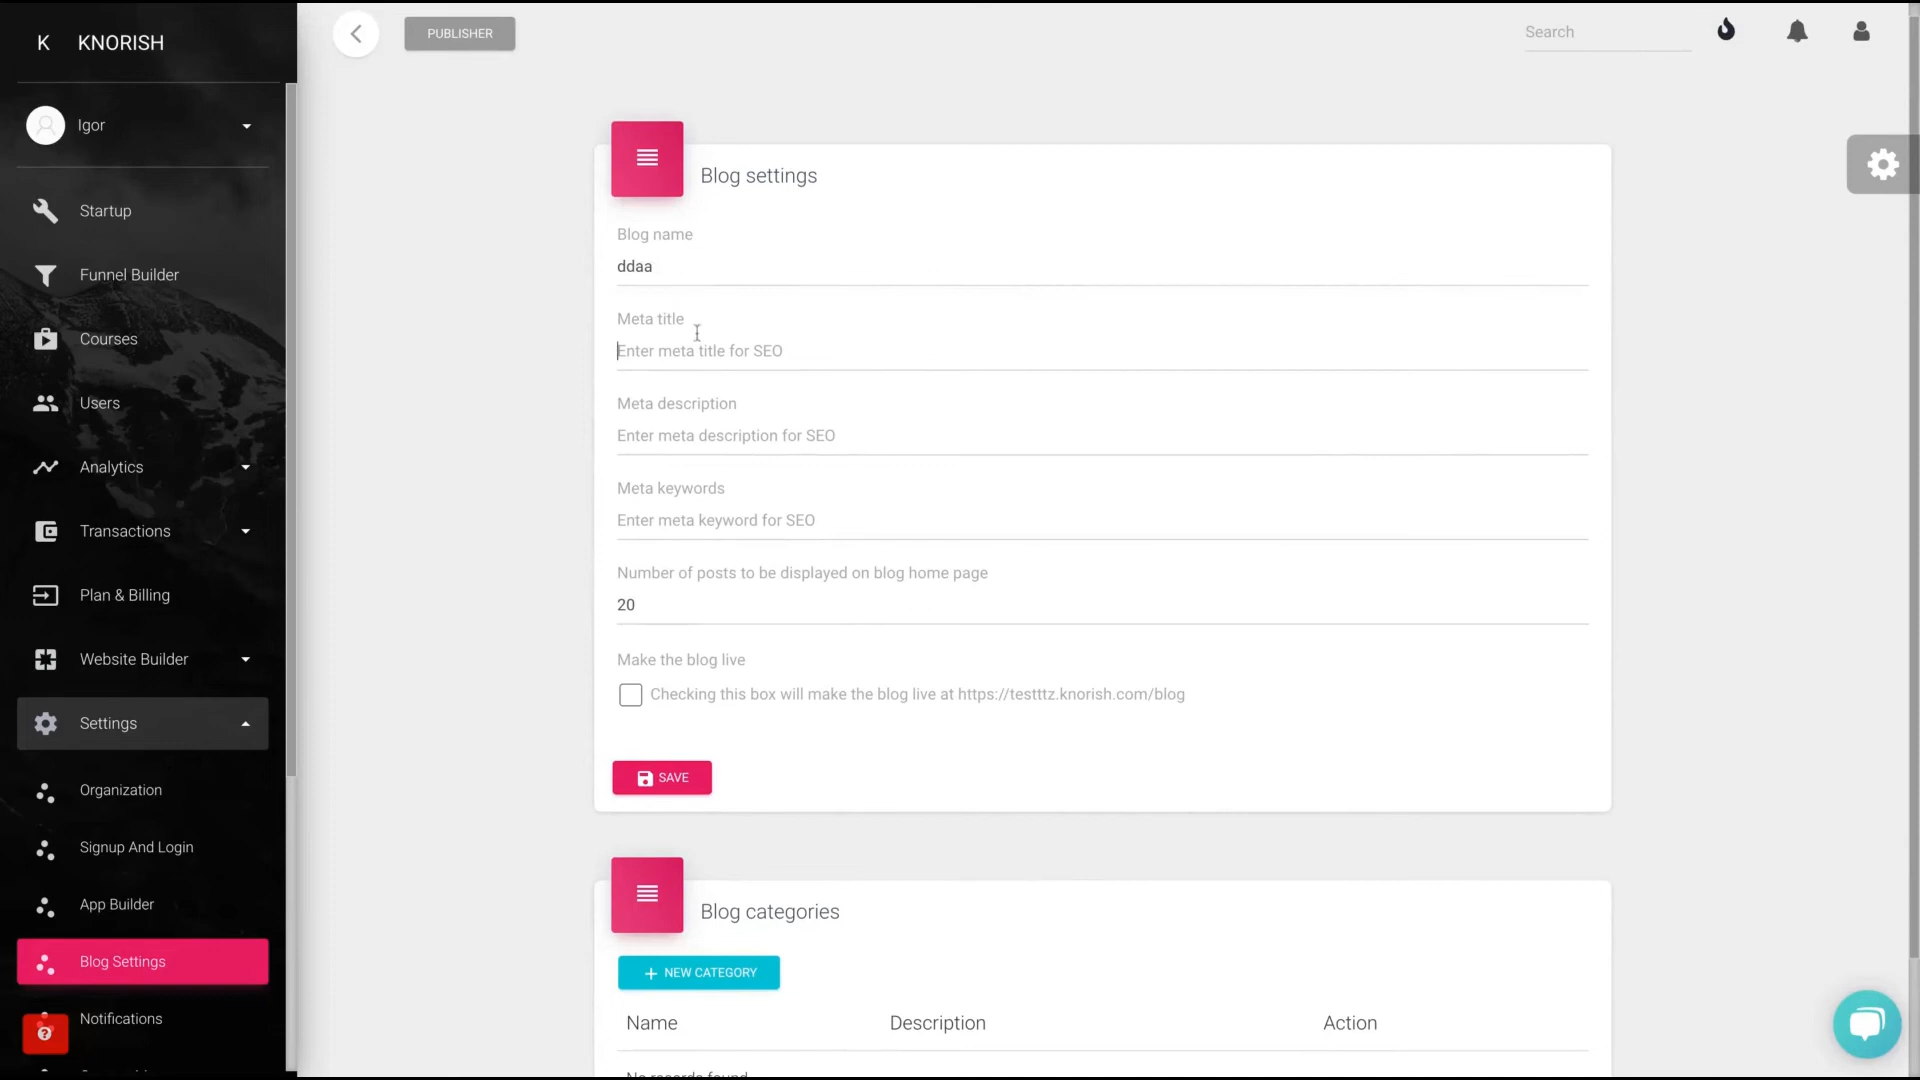 K KNORISH
Igor
Startup
Funnel Builder
Courses
Users
Analytics
Transactions
Plan & Billing
Website Builder
Settings
Organization
Signup And Login
App Builder
Blog Settings
Notifications
PUBLISHER
Search
Blog settings
Blog name
ddaa
Meta title
Enter meta title for SEO
Meta description
Enter meta description for SEO
Meta keywords
Enter meta keyword for SEO
Number of posts to be displayed on blog home page
20
Make the blog live
Checking this box will make the blog live at https://testttz.knorish.com/blog
SAVE
Blog categories
+ NEW CATEGORY
Name Description Action
No records found